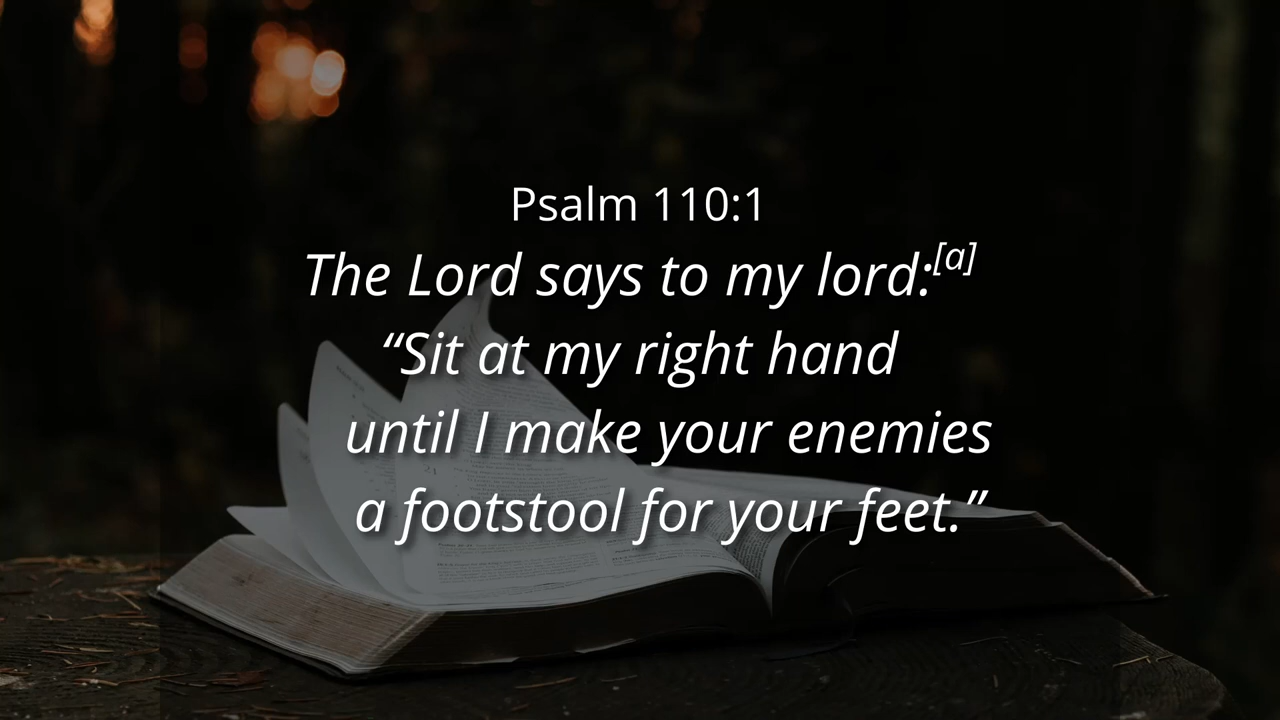 Psalm 110:1
The Lord says to my lord:[a]
“Sit at my right hand
until I make your enemies
a footstool for your feet.”